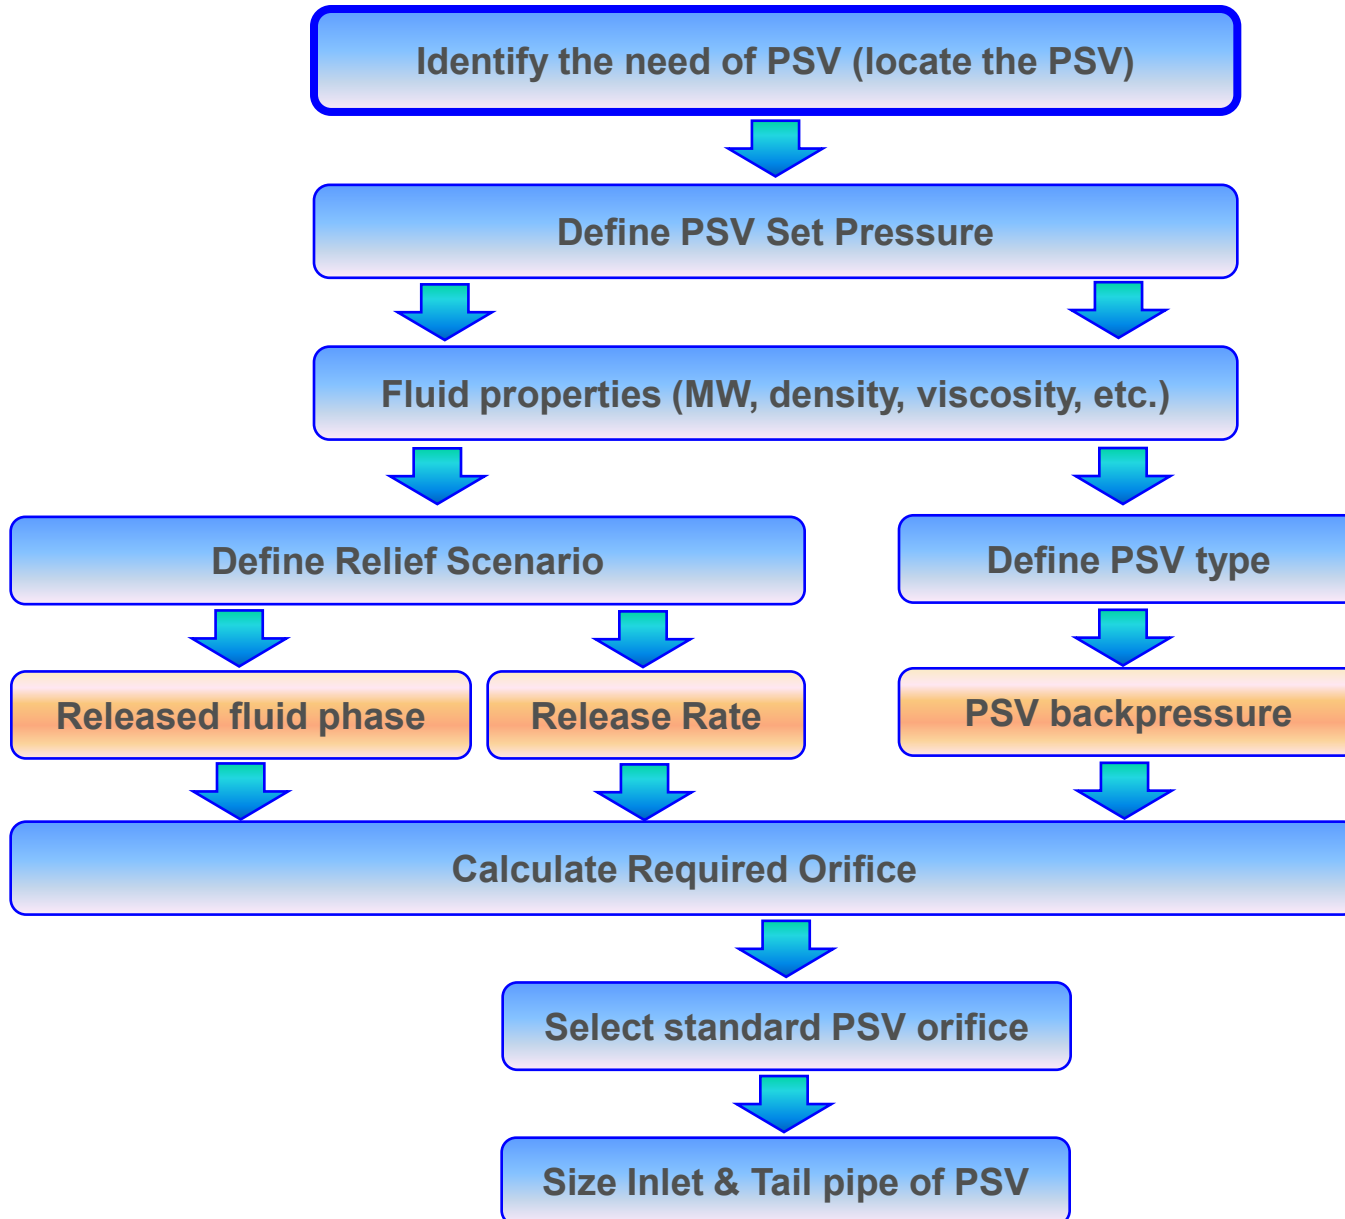 Identify the need of PSV (locate the PSV)
Define PSV Set Pressure
Fluid properties (MW, density, viscosity, etc.)
Define Relief Scenario
Define PSV type
Released fluid phase
Release Rate
PSV backpressure
Calculate Required Orifice
Select standard PSV orifice
Size Inlet & Tail pipe of PSV